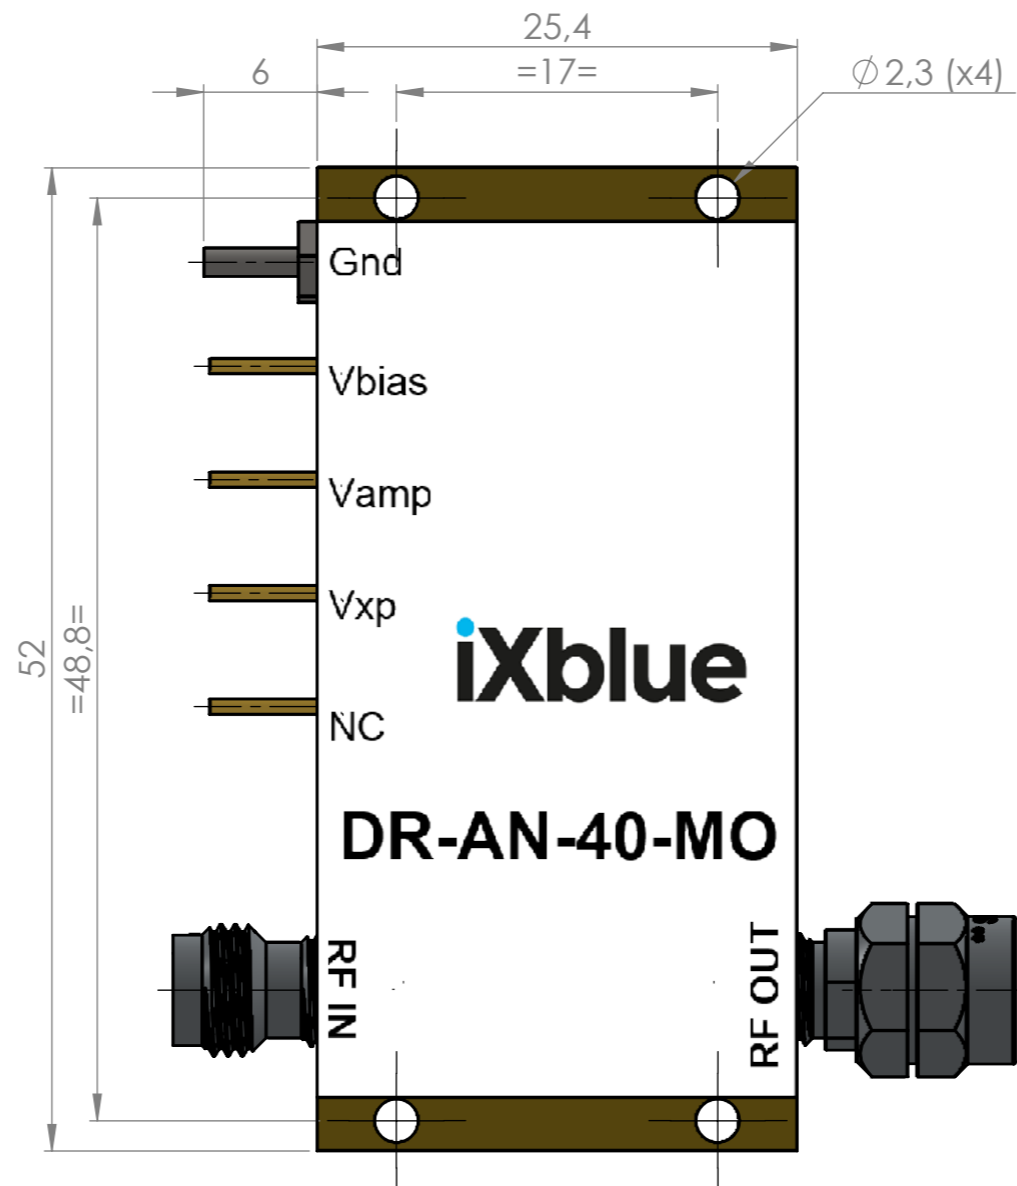 25,4
6
=17=
Ø 2,3 (x4)
Gnd
Vbias
Vamp
Vxp
52
=48,8=
iXblue
NC
DR-AN-40-MO
RF IN
RF OUT